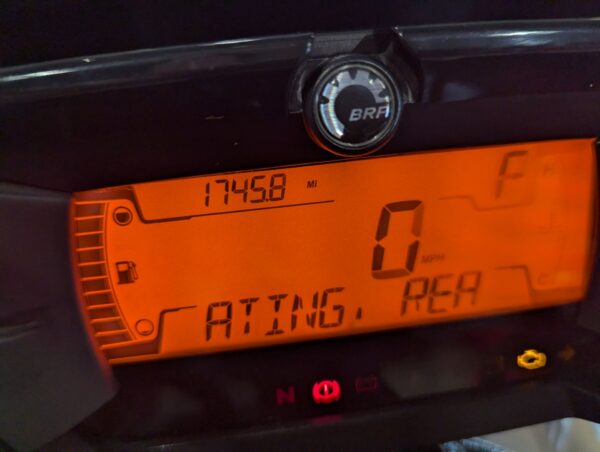 BRP
1745.8 Mi
F
H
0 MPH
C
ATING, REA
N